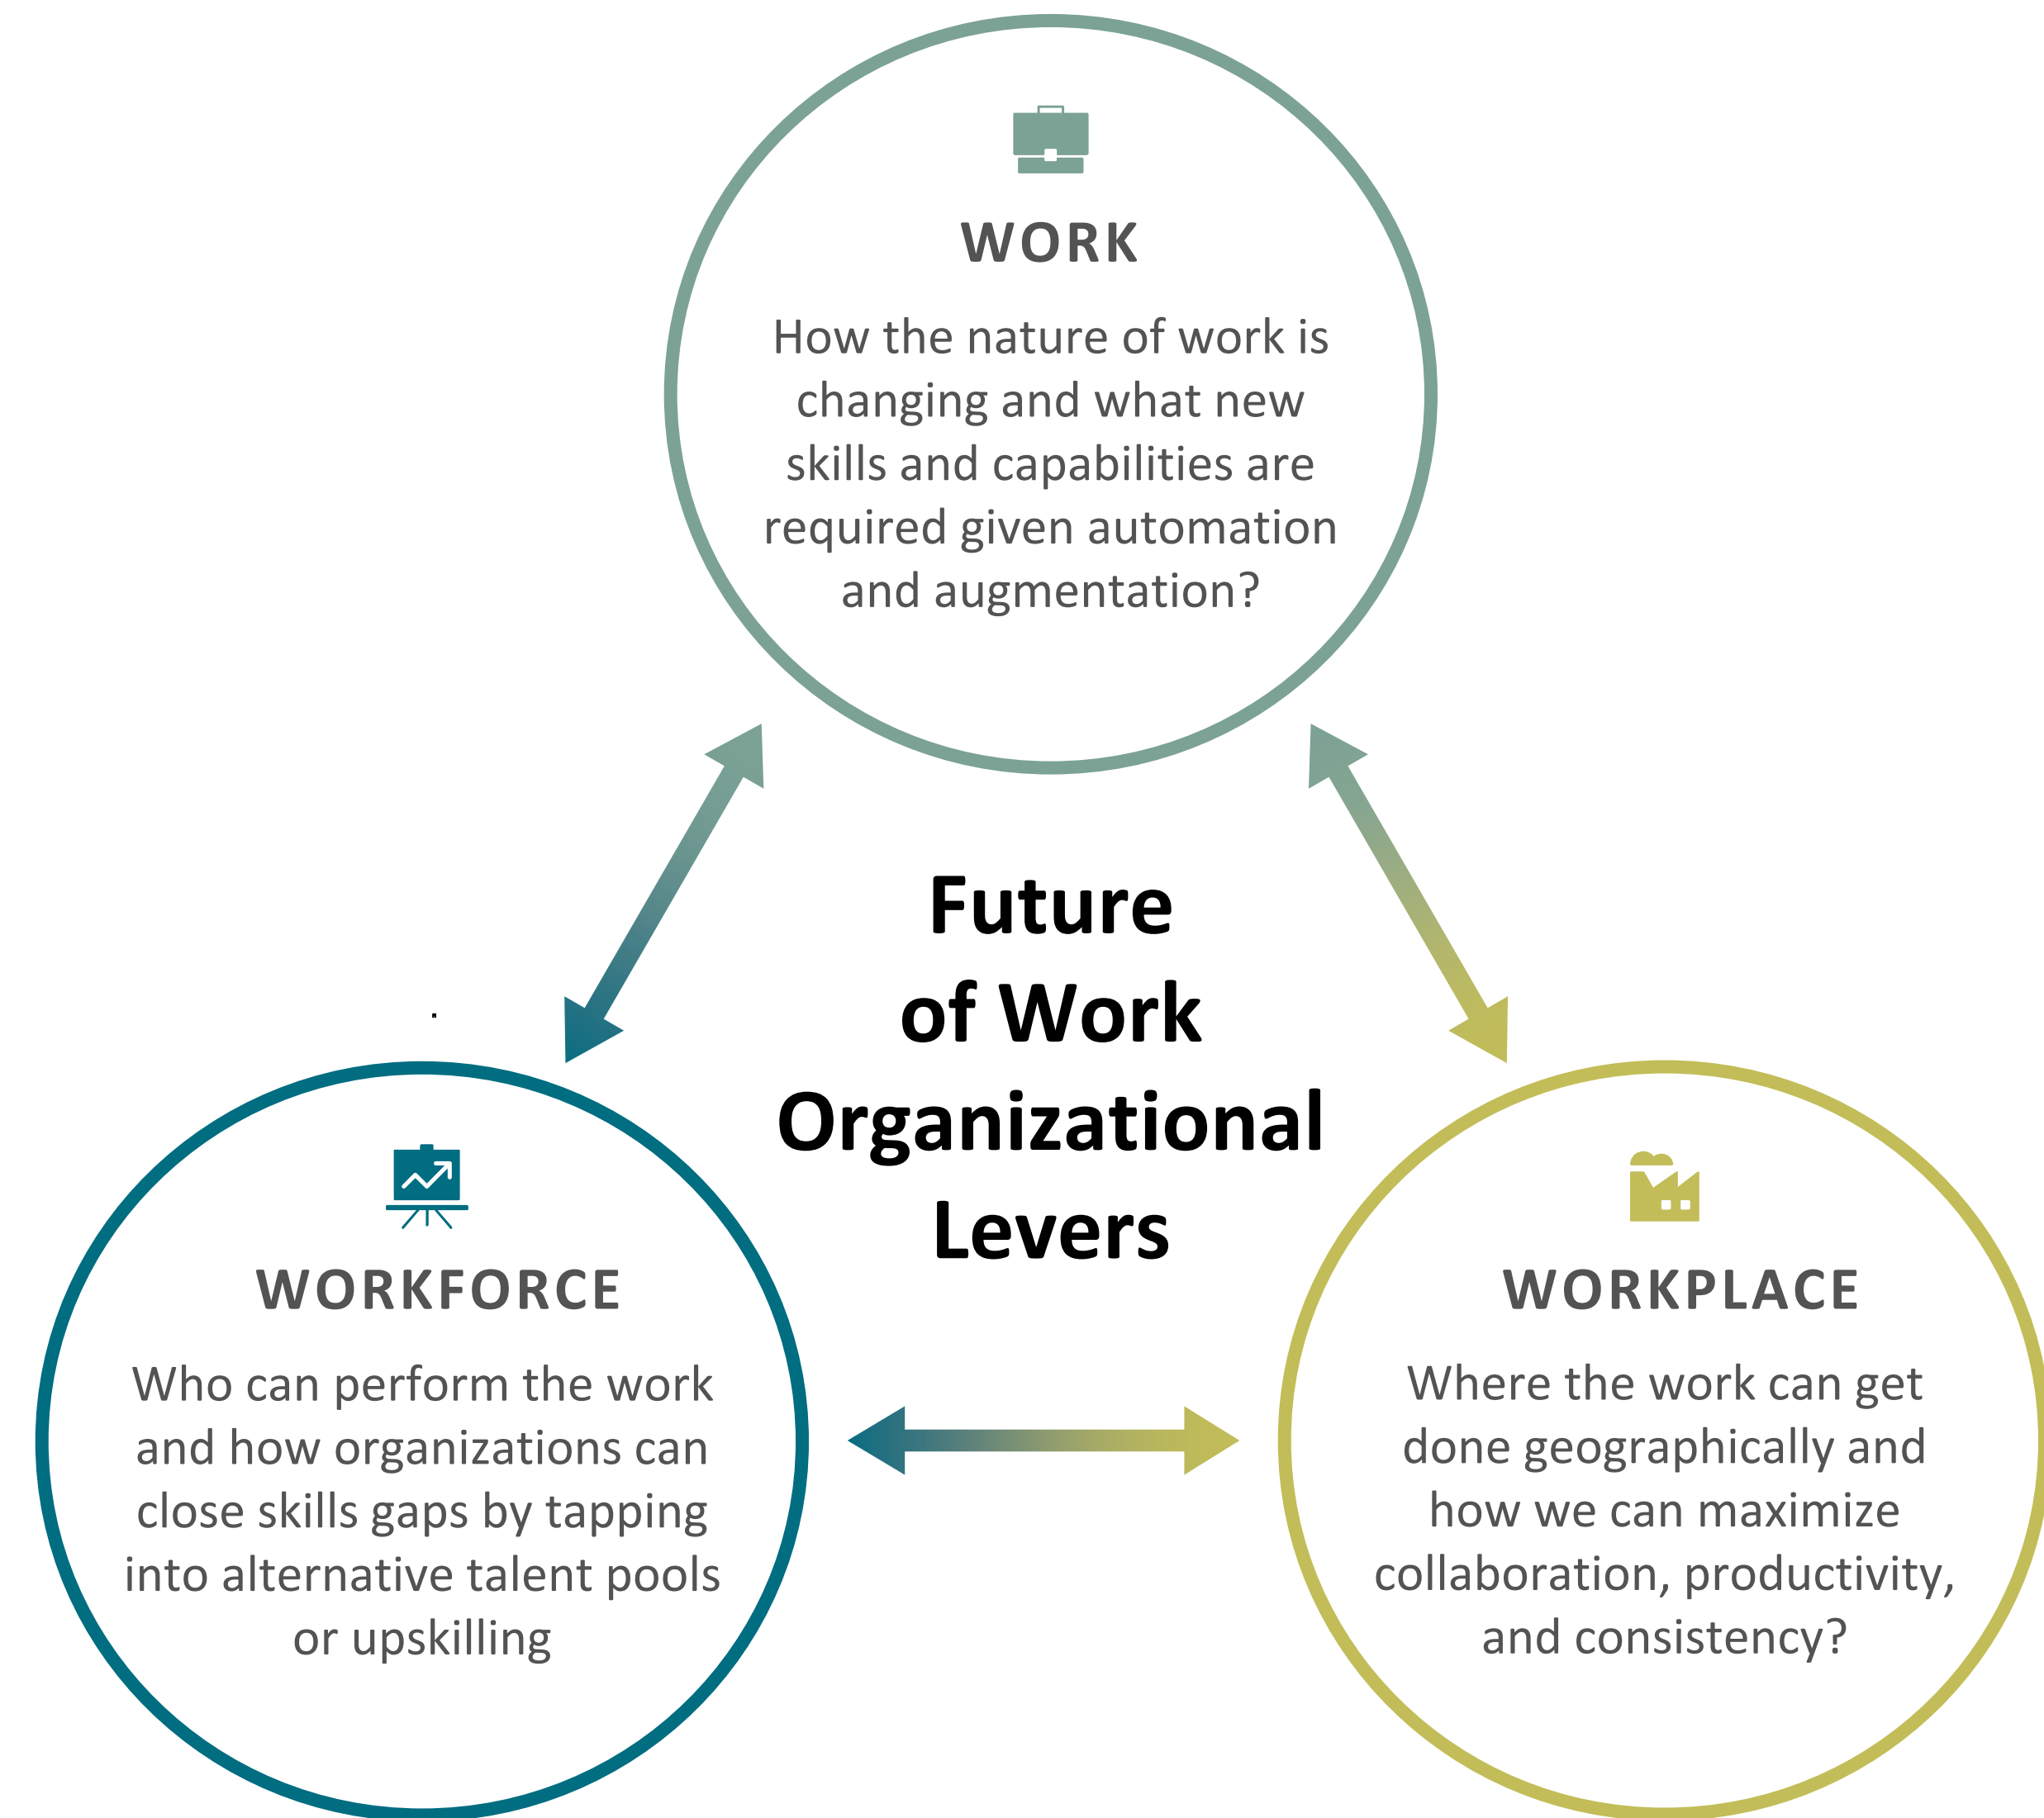 WORK
How the nature of work is
changing and what new
skills and capabilities are
required given automation
and augmentation?
Future
of Work
Organizational
Levers
.
WORKFORCE
Who can perform the work
and how organizations can
close skills gaps by tapping
into alternative talent pools
or upskilling
WORKPLACE
Where the work can get
done geographically and
how we can maximize
collaboration, productivity,
and consistency?